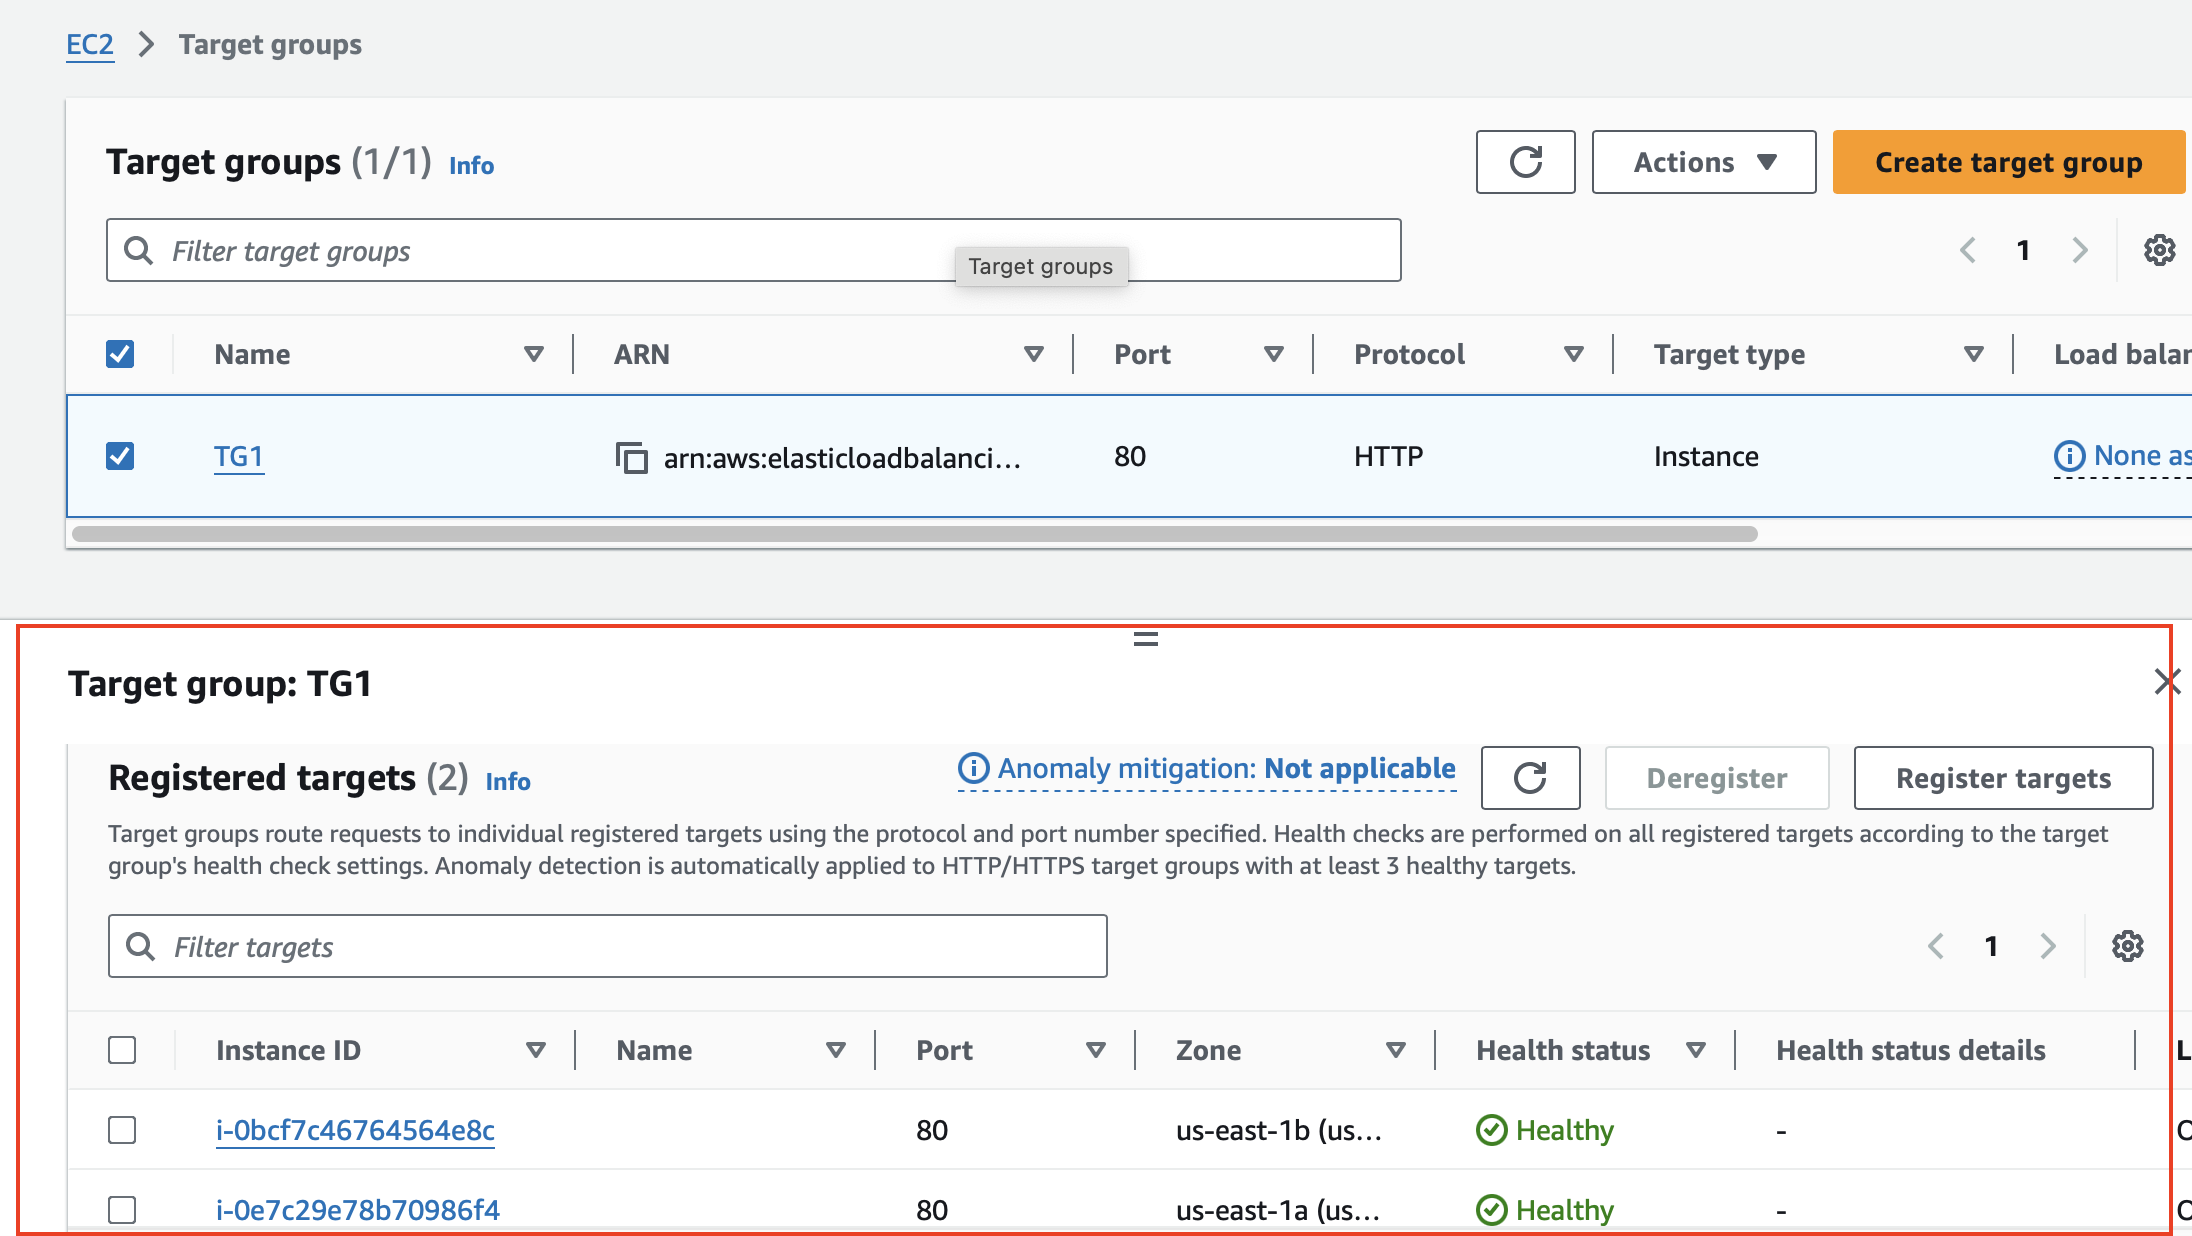 EC2 > Target groups
Target groups (1/1) Info
Actions
Create target group
Filter target groups
Target groups
1
Name ARN Port Protocol Target type Load balan
TG1 arn:aws:elasticloadbalanci... 80 HTTP Instance None as
Target group: TG1
Registered targets (2) Info
Anomaly mitigation: Not applicable
Deregister
Register targets
Target groups route requests to individual registered targets using the protocol and port number specified. Health checks are performed on all registered targets according to the target
group's health check settings. Anomaly detection is automatically applied to HTTP/HTTPS target groups with at least 3 healthy targets.
Filter targets
1
Instance ID Name Port Zone Health status Health status details L
i-0bcf7c46764564e8c 80 us-east-1b (us... Healthy -
i-0e7c29e78b70986f4 80 us-east-1a (us... Healthy -